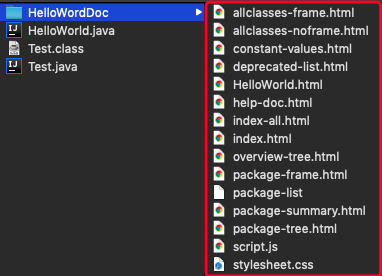 HelloWordDoc
HelloWorld.java
Test.class
Test.java
allclasses-frame.html
allclasses-noframe.html
constant-values.html
deprecated-list.html
HelloWorld.html
help-doc.html
index-all.html
index.html
overview-tree.html
package-frame.html
package-list
package-summary.html
package-tree.html
script.js
stylesheet.css